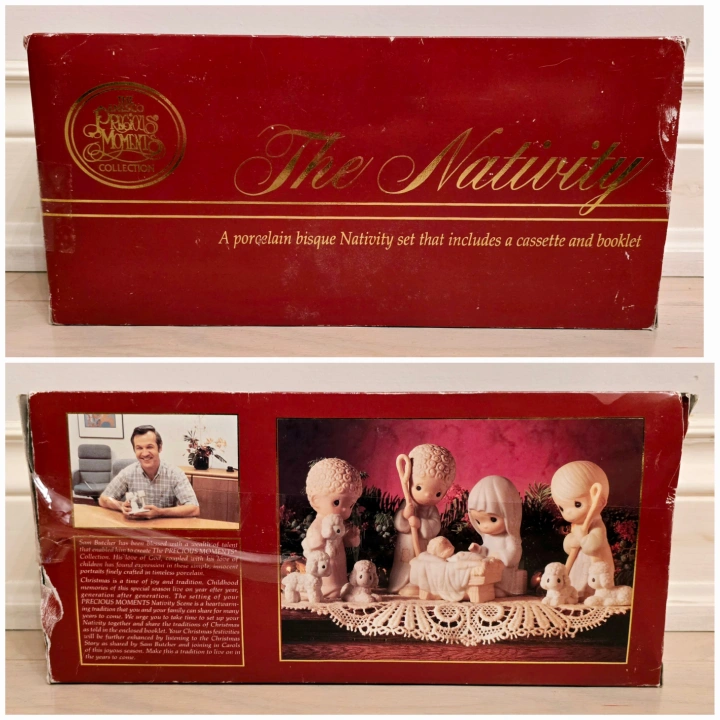 THE
PRECIOUS
MOMENTS®
COLLECTION
The Nativity
A porcelain bisque Nativity set that includes a cassette and booklet
Sam Butcher has been blessed with a wealth of talent
that enabled him to create The PRECIOUS MOMENTS®
Collection. His love of God, coupled with his love of
children has found expression in these simple, innocent
portraits finely crafted in timeless porcelain.
Christmas is a time of joy and tradition. Childhood
memories of this special season live on year after year,
generation after generation. The setting of your
PRECIOUS MOMENTS Nativity Scene is a heartwarm-
ing tradition that you and your family can share for many
years to come. We urge you to take time to set up your
Nativity together and share the traditions of Christmas
as told in the enclosed booklet. Your Christmas festivities
will be further enhanced by listening to the Christmas
Story as shared by Sam Butcher and joining in Carols
of this joyous season. Make this a tradition to live on in
the years to come.